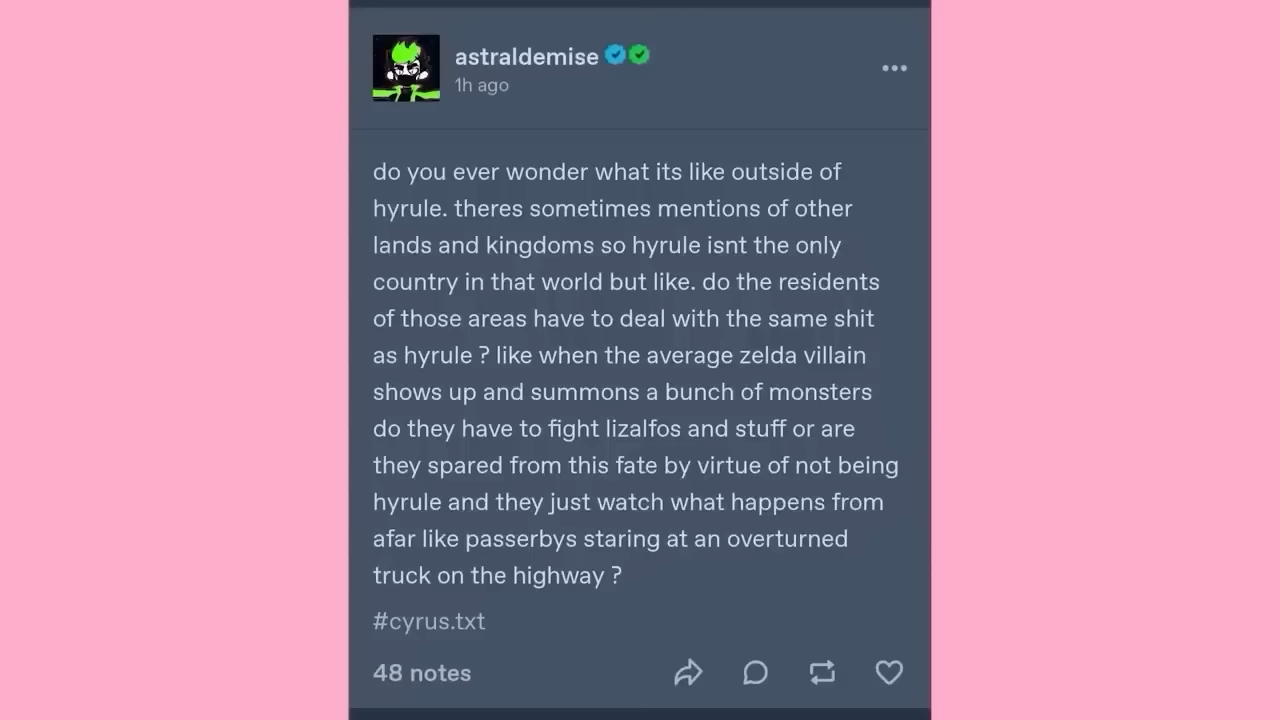 astraldemise
1h ago
do you ever wonder what its like outside of
hyrule. theres sometimes mentions of other
lands and kingdoms so hyrule isnt the only
country in that world but like. do the residents
of those areas have to deal with the same shit
as hyrule ? like when the average zelda villain
shows up and summons a bunch of monsters
do they have to fight lizalfos and stuff or are
they spared from this fate by virtue of not being
hyrule and they just watch what happens from
afar like passerbys staring at an overturned
truck on the highway ?
#cyrus.txt
48 notes